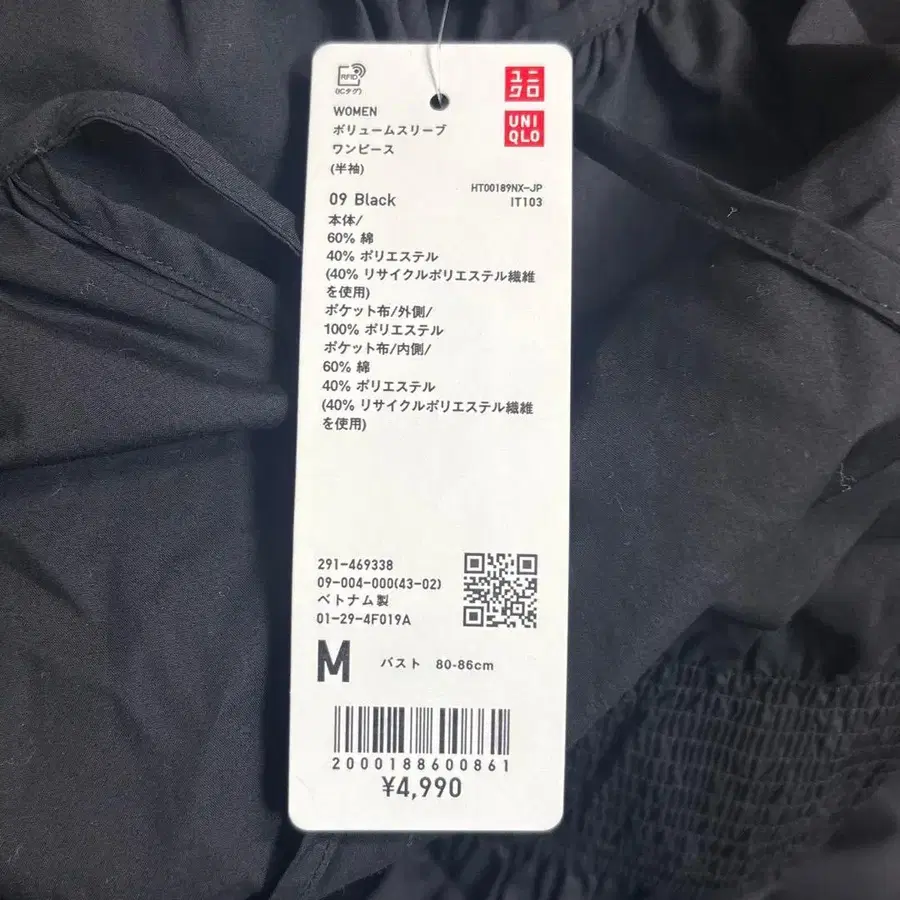 RFID
(ICタグ)
ユニ
クロ
UNI
QLO
WOMEN
ボリュームスリーブ
ワンピース
(半袖)
HT00189NX-JP
09 Black
IT103
本体/
60% 綿
40% ポリエステル
(40% リサイクルポリエステル繊維
を使用)
ポケット布/外側/
100% ポリエステル
ポケット布/内側/
60% 綿
40% ポリエステル
(40% リサイクルポリエステル繊維
を使用)
291-469338
09-004-000(43-02)
ベトナム製
01-29-4F019A
M バスト 80-86cm
2000188600861
¥4,990